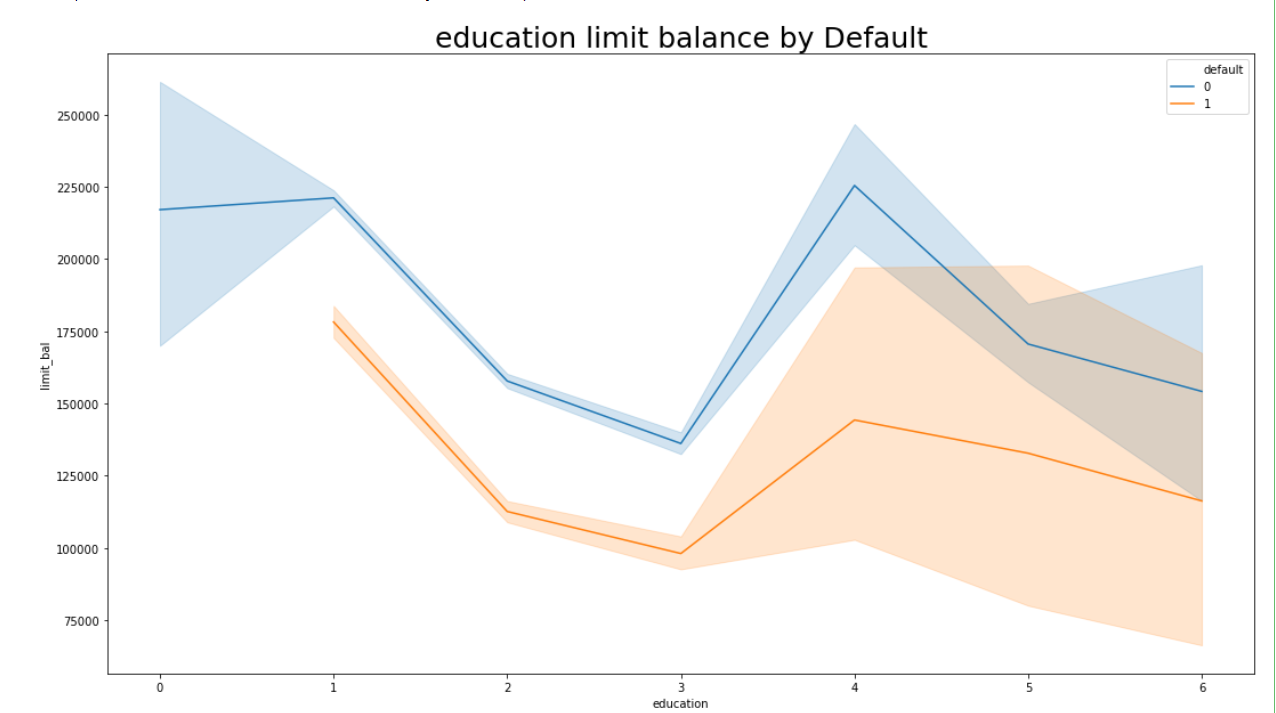 education limit balance by Default
default
0
1
250000
225000
200000
175000
150000
125000
100000
75000
limit_bal
0 1 2 3 4 5 6
education